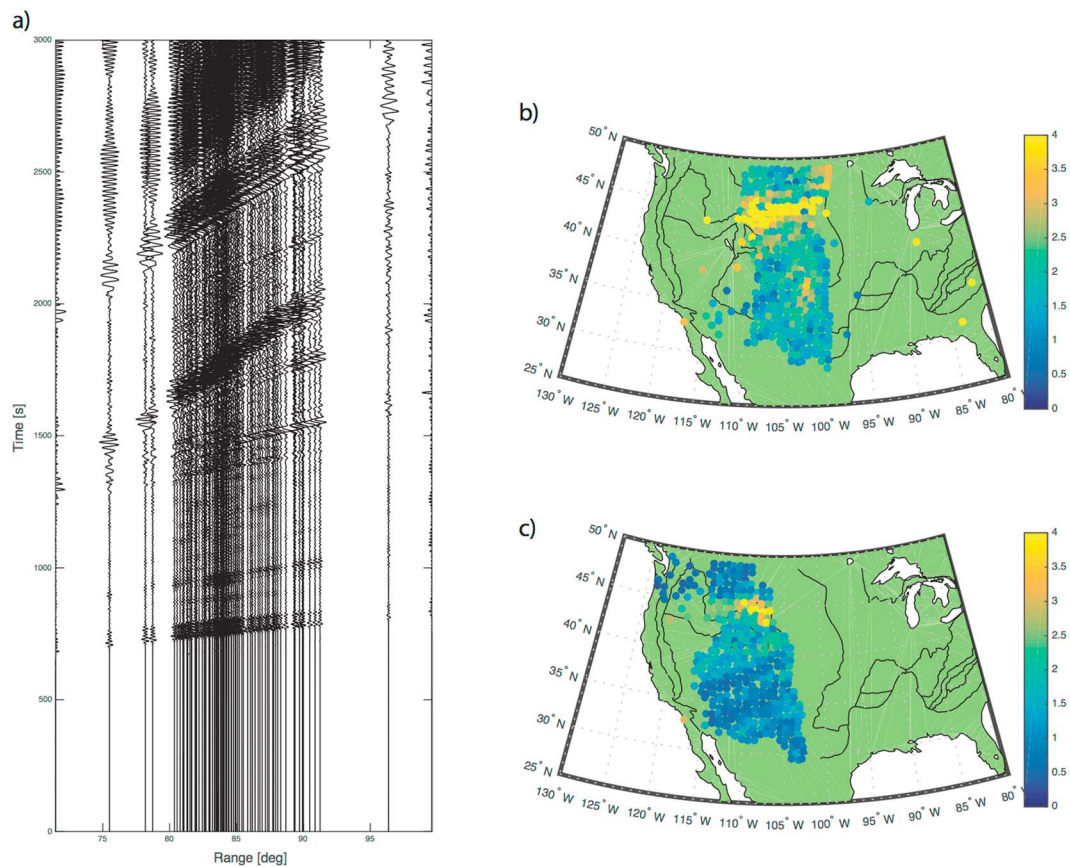 a)
3000
2500
2000
1500
1000
500
0
Time [s]
75
80
85
90
95
Range [deg]
b)
50° N
45° N
40° N
35° N
30° N
25° N
130° W
125° W
120° W
115° W
110° W
105° W
100° W
95° W
90° W
85° W
80° W
4
3.5
3
2.5
2
1.5
1
0.5
0
c)
50° N
45° N
40° N
35° N
30° N
25° N
130° W
125° W
120° W
115° W
110° W
105° W
100° W
95° W
90° W
85° W
80° W
4
3.5
3
2.5
2
1.5
1
0.5
0